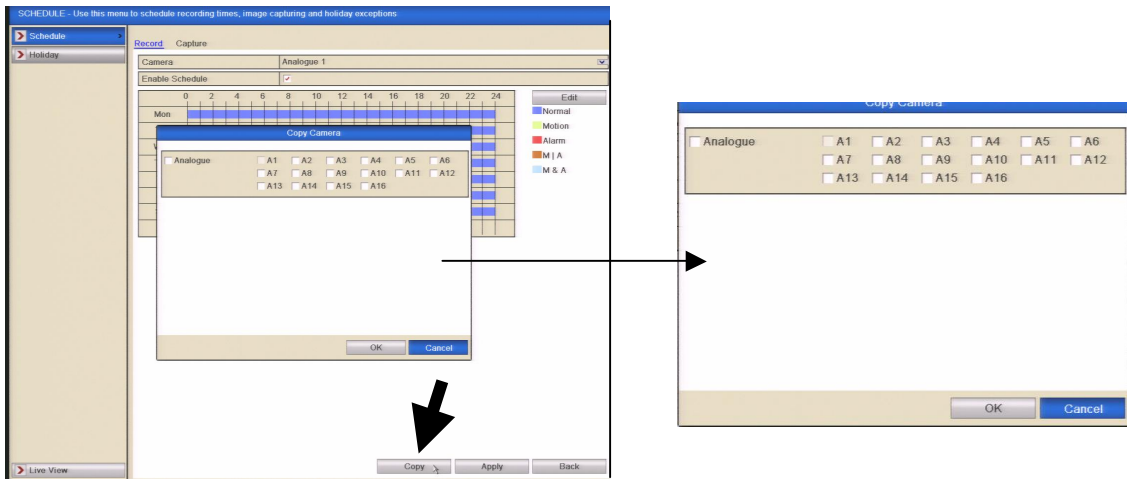 SCHEDULE - Use this menu to schedule recording times, image capturing and holiday exceptions
Schedule >
Holiday
Record Capture
Camera Analogue 1
Enable Schedule
0 2 4 6 8 10 12 14 16 18 20 22 24
Edit
Mon
Normal
Motion
Alarm
M | A
M & A
Copy Camera
Analogue A1 A2 A3 A4 A5 A6
A7 A8 A9 A10 A11 A12
A13 A14 A15 A16
OK Cancel
Copy Apply Back
Live View
Copy Camera
Analogue A1 A2 A3 A4 A5 A6
A7 A8 A9 A10 A11 A12
A13 A14 A15 A16
OK Cancel